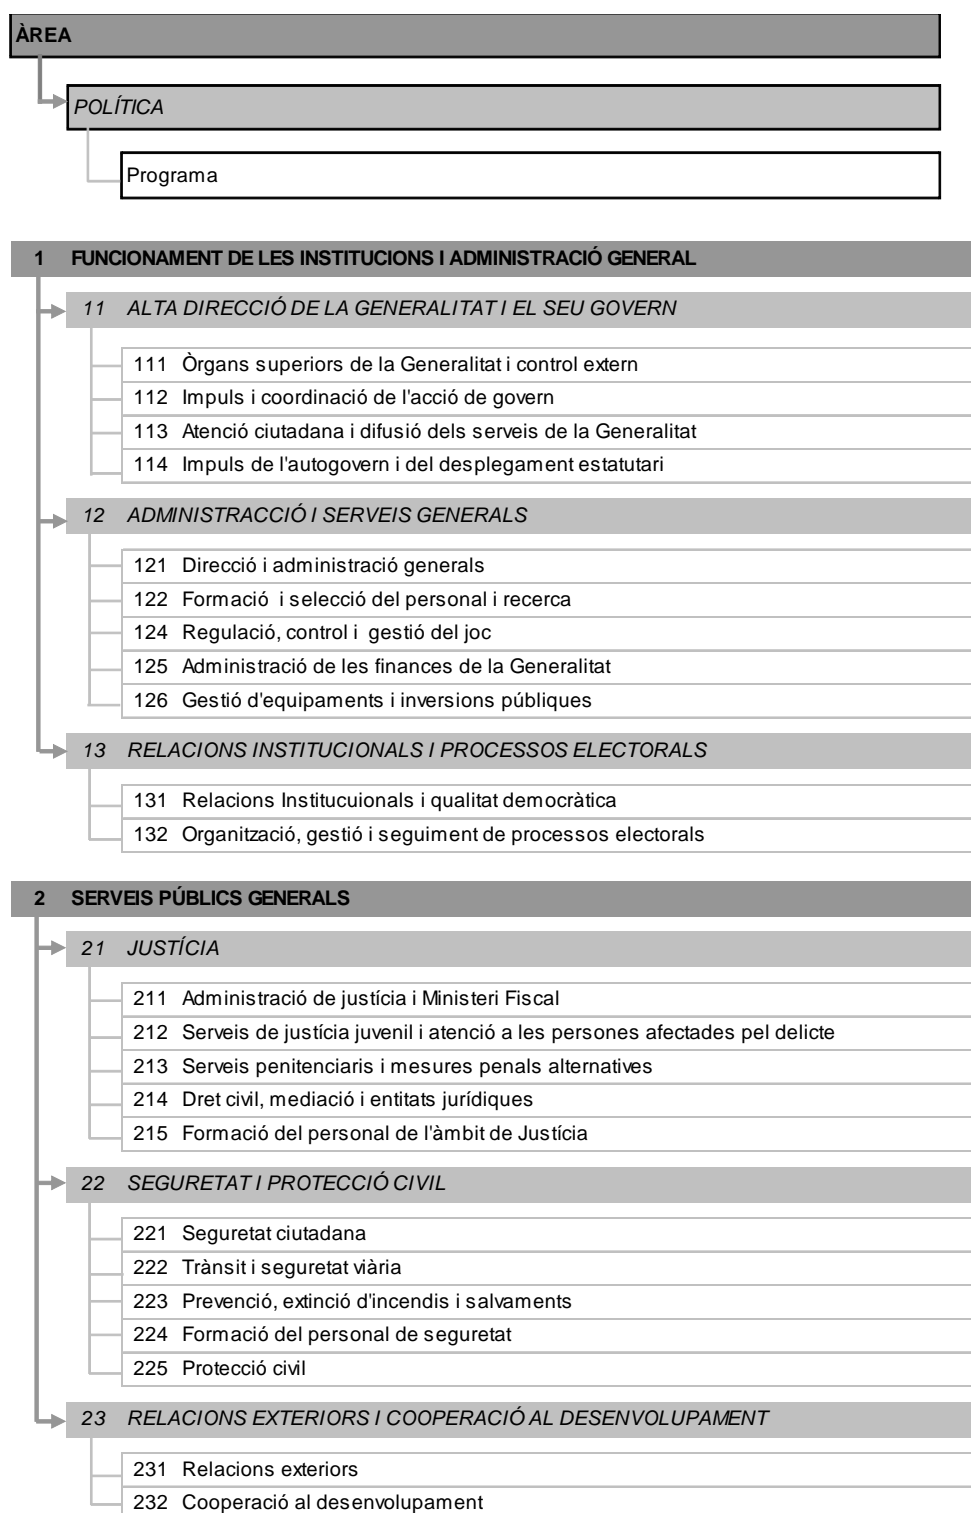 ÀREA
POLÍTICA
Programa
1 FUNCIONAMENT DE LES INSTITUCIONS I ADMINISTRACIÓ GENERAL
11 ALTA DIRECCIÓ DE LA GENERALITAT I EL SEU GOVERN
111 Òrgans superiors de la Generalitat i control extern
112 Impuls i coordinació de l'acció de govern
113 Atenció ciutadana i difusió dels serveis de la Generalitat
114 Impuls de l'autogovern i del desplegament estatutari
12 ADMINISTRACCIÓ I SERVEIS GENERALS
121 Direcció i administració generals
122 Formació i selecció del personal i recerca
124 Regulació, control i gestió del joc
125 Administració de les finances de la Generalitat
126 Gestió d'equipaments i inversions públiques
13 RELACIONS INSTITUCIONALS I PROCESSOS ELECTORALS
131 Relacions Institucuionals i qualitat democràtica
132 Organització, gestió i seguiment de processos electorals
2 SERVEIS PÚBLICS GENERALS
21 JUSTÍCIA
211 Administració de justícia i Ministeri Fiscal
212 Serveis de justícia juvenil i atenció a les persones afectades pel delicte
213 Serveis penitenciaris i mesures penals alternatives
214 Dret civil, mediació i entitats jurídiques
215 Formació del personal de l'àmbit de Justícia
22 SEGURETAT I PROTECCIÓ CIVIL
221 Seguretat ciutadana
222 Trànsit i seguretat viària
223 Prevenció, extinció d'incendis i salvaments
224 Formació del personal de seguretat
225 Protecció civil
23 RELACIONS EXTERIORS I COOPERACIÓ AL DESENVOLUPAMENT
231 Relacions exteriors
232 Cooperació al desenvolupament